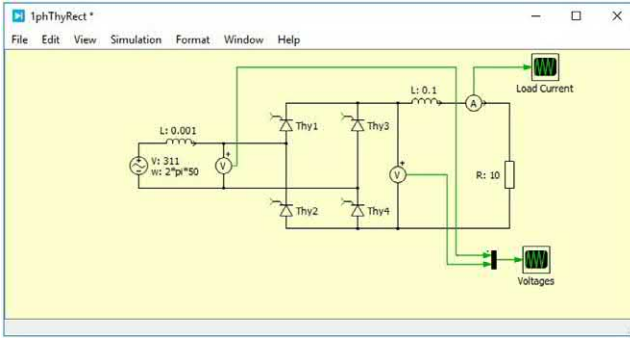 1phThyRect *
File Edit View Simulation Format Window Help
Load Current
L: 0.1
A
Thy1
Thy3
L: 0.001
V: 311
w: 2*pi*50
V
V
R: 10
Thy2
Thy4
Voltages